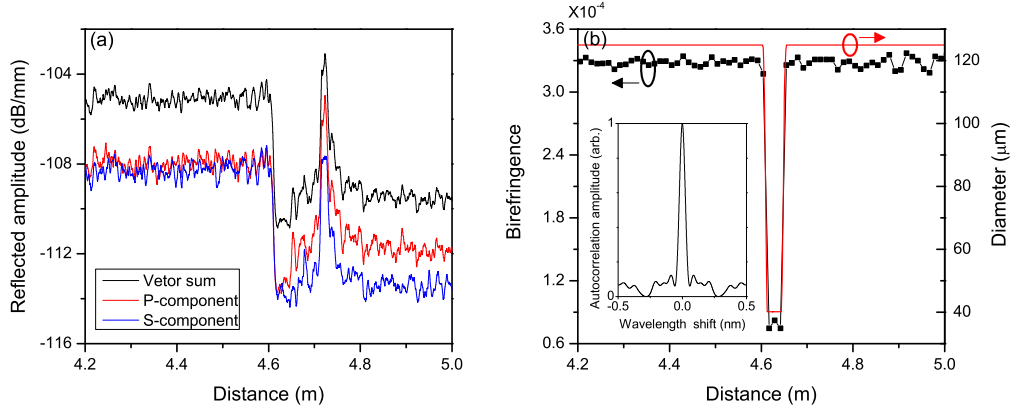 (a)
Reflected amplitude (dB/mm)
-104
-108
-112
-116
Vetor sum
P-component
S-component
4.2 4.4 4.6 4.8 5.0
Distance (m)
X10-4
(b)
Birefringence
3.6
3.0
2.4
1.8
1.2
0.6
Autocorrelation amplitude (arb.)
1
0
-0.5 0.0 0.5
Wavelength shift (nm)
120
100
80
60
40
Diameter (μm)
4.2 4.4 4.6 4.8 5.0
Distance (m)